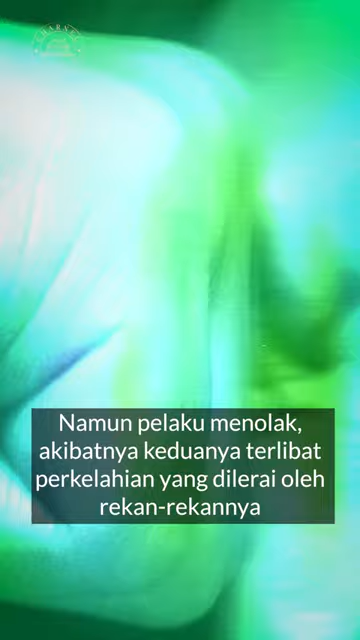 Namun pelaku menolak,
akibatnya keduanya terlibat
perkelahian yang dilerai oleh
rekan-rekannya